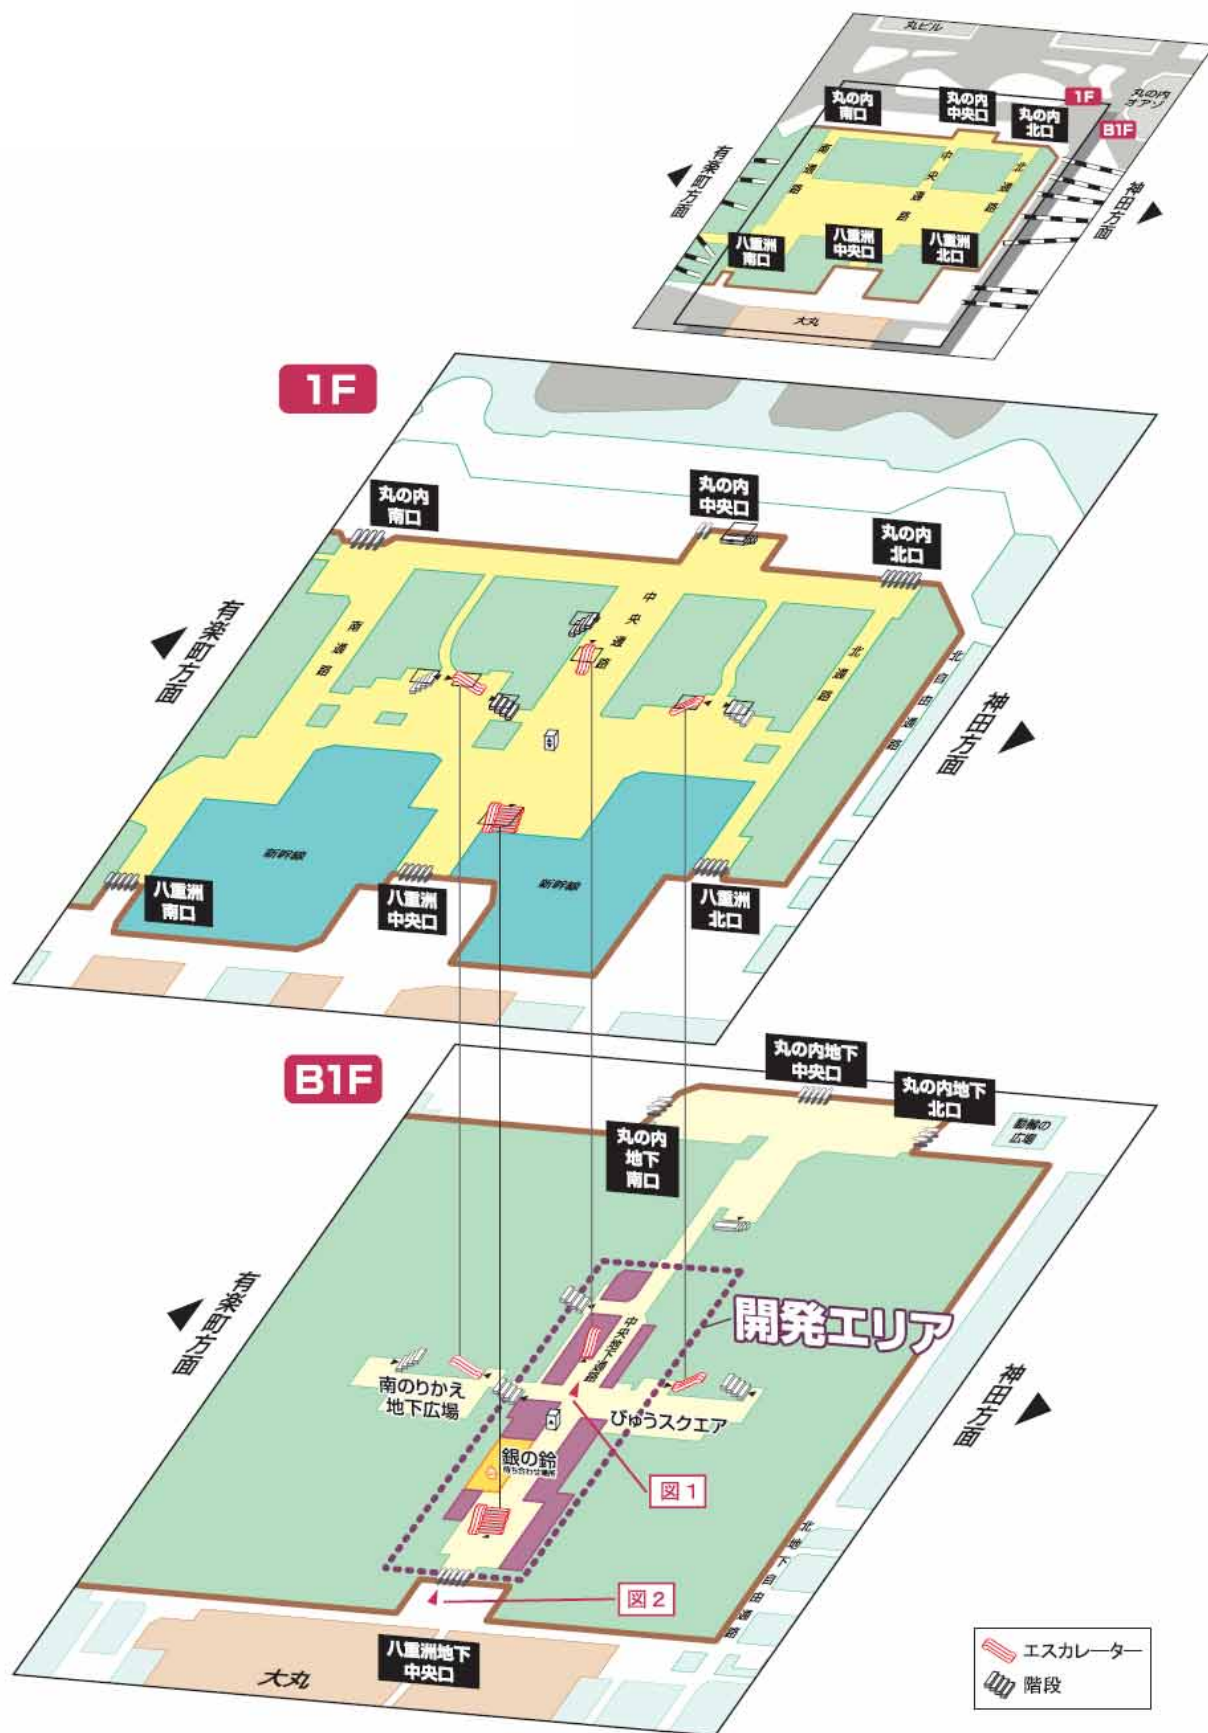 丸ビル
丸の内
オアゾ
1F
B1F
丸の内
南口
丸の内
中央口
丸の内
北口
有楽町方面
神田方面
南通路
中央通路
北通路
八重洲
南口
八重洲
中央口
八重洲
北口
大丸
1F
丸の内
南口
丸の内
中央口
丸の内
北口
有楽町方面
神田方面
南通路
中央通路
北通路
北自由通路
新幹線
新幹線
八重洲
南口
八重洲
中央口
八重洲
北口
B1F
丸の内地下
中央口
丸の内地下
北口
丸の内
地下
南口
動輪の
広場
有楽町方面
神田方面
開発エリア
中央地下通路
南のりかえ
地下広場
びゅうスクエア
銀の鈴
待ち合わせ場所
図1
図2
北地下自由通路
八重洲地下
中央口
大丸
エスカレーター
階段